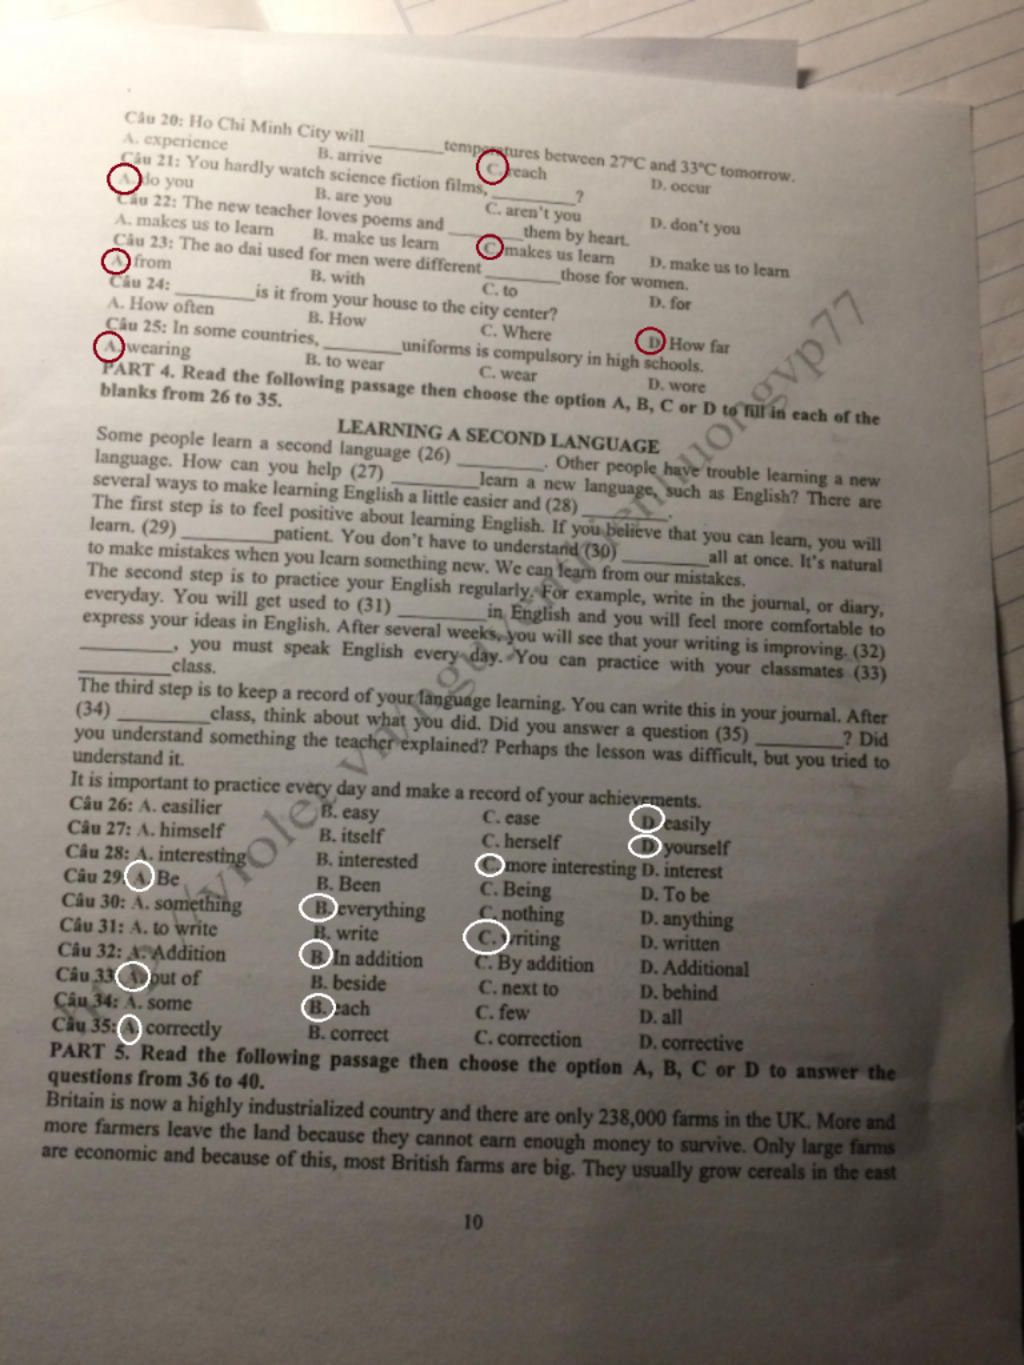 Câu 20: Ho Chi Minh City will ________ temperatures between 27ºC and 33ºC tomorrow.
A. experience B. arrive C. reach D. occur
Câu 21: You hardly watch science fiction films, ________?
A. do you B. are you C. aren't you D. don't you
Câu 22: The new teacher loves poems and ________ them by heart.
A. makes us to learn B. make us learn C. makes us learn D. make us to learn
Câu 23: The ao dai used for men were different ________ those for women.
A. from B. with C. to D. for
Câu 24: ________ is it from your house to the city center?
A. How often B. How C. Where D. How far
Câu 25: In some countries, ________ uniforms is compulsory in high schools.
A. wearing B. to wear C. wear D. wore
PART 4. Read the following passage then choose the option A, B, C or D to fill in each of the
blanks from 26 to 35.
LEARNING A SECOND LANGUAGE
Some people learn a second language (26) ________. Other people have trouble learning a new
language. How can you help (27) ________ learn a new language, such as English? There are
several ways to make learning English a little easier and (28) ________.
The first step is to feel positive about learning English. If you believe that you can learn, you will
learn. (29) ________ patient. You don't have to understand (30) ________ all at once. It's natural
to make mistakes when you learn something new. We can learn from our mistakes.
The second step is to practice your English regularly. For example, write in the journal, or diary,
everyday. You will get used to (31) ________ in English and you will feel more comfortable to
express your ideas in English. After several weeks, you will see that your writing is improving. (32)
________, you must speak English every day. You can practice with your classmates (33)
________ class.
The third step is to keep a record of your language learning. You can write this in your journal. After
(34) ________ class, think about what you did. Did you answer a question (35) ________? Did
you understand something the teacher explained? Perhaps the lesson was difficult, but you tried to
understand it.
It is important to practice every day and make a record of your achievements.
Câu 26: A. easilier B. easy C. ease D. easily
Câu 27: A. himself B. itself C. herself D. yourself
Câu 28: A. interesting B. interested C. more interesting D. interest
Câu 29: A. Be B. Been C. Being D. To be
Câu 30: A. something B. everything C. nothing D. anything
Câu 31: A. to write B. write C. writing D. written
Câu 32: A. Addition B. In addition C. By addition D. Additional
Câu 33: A. out of B. beside C. next to D. behind
Câu 34: A. some B. each C. few D. all
Câu 35: A. correctly B. correct C. correction D. corrective
PART 5. Read the following passage then choose the option A, B, C or D to answer the
questions from 36 to 40.
Britain is now a highly industrialized country and there are only 238,000 farms in the UK. More and
more farmers leave the land because they cannot earn enough money to survive. Only large farms
are economic and because of this, most British farms are big. They usually grow cereals in the east
10